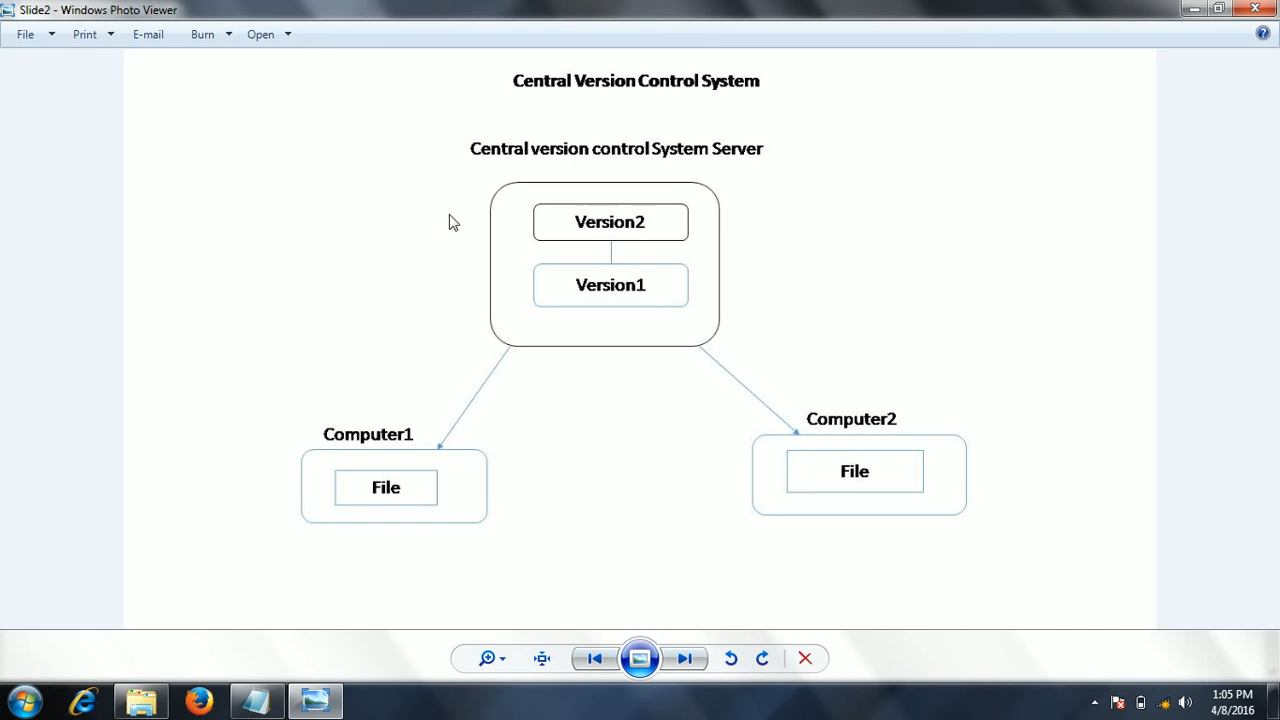 Slide2 - Windows Photo Viewer
File Print E-mail Burn Open
Central Version Control System
Central version control System Server
Version2
Version1
Computer1
Computer2
File
File
1:05 PM
4/8/2016